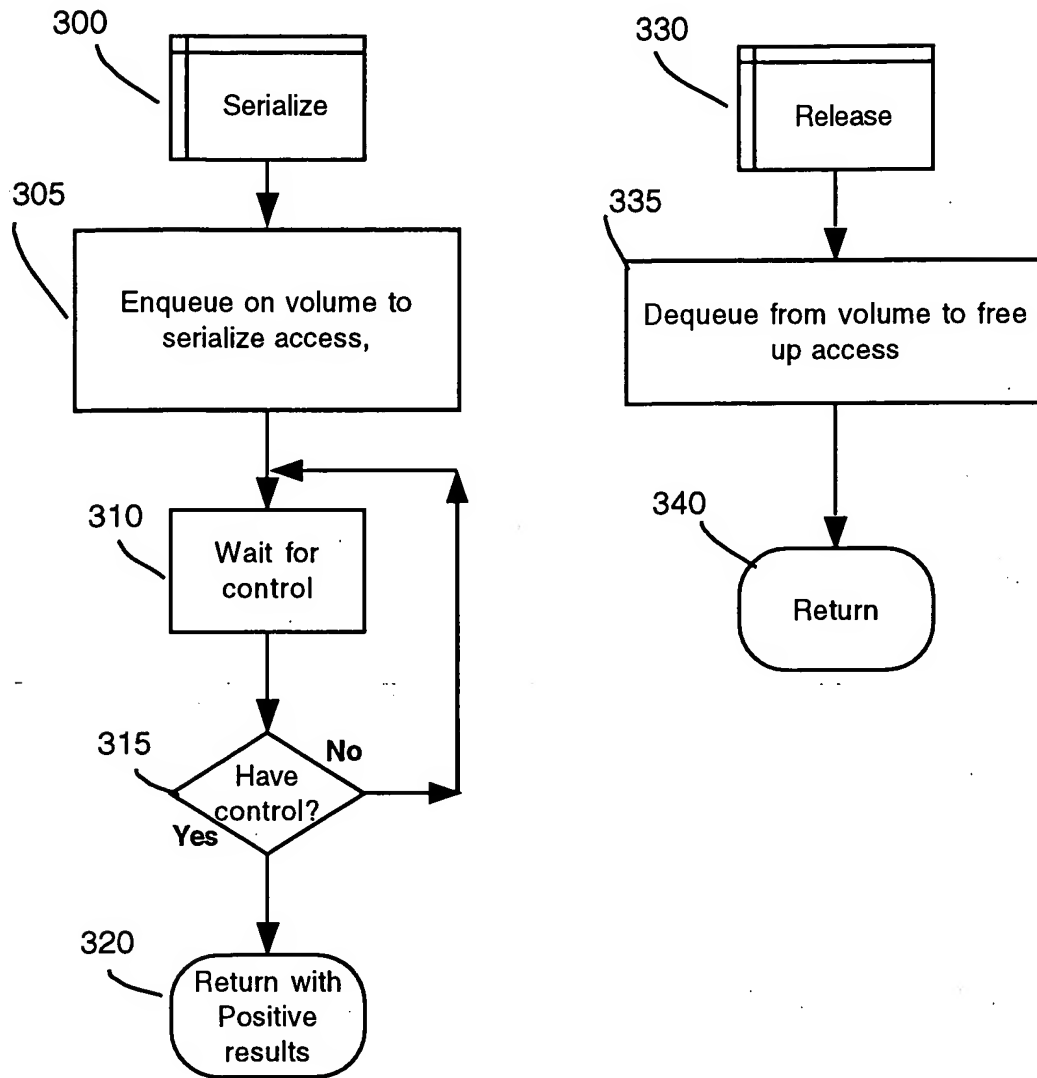 300
Serialize
305
Enqueue on volume to
serialize access,
310
Wait for
control
315
No
Have
control?
Yes
320
Return with
Positive
results
330
Release
335
Dequeue from volume to free
up access
340
Return